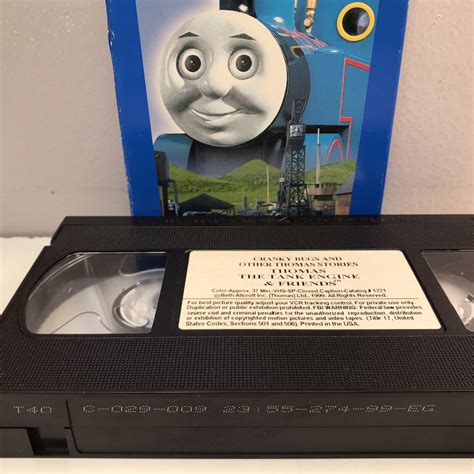 CRANKY BUGS AND
OTHER THOMAS STORIES
THOMAS
THE TANK ENGINE
& FRIENDS
Color-Approx. 37 Min.-VHS-SP-Closed Caption-Catalog # 1221
©Britt Allcroft Inc. (Thomas) Ltd., 1999. All Rights Reserved.
For best picture quality adjust your VCR tracking control. For private use only.
Duplication or public exhibition prohibited. FBI WARNING: Federal law provides
severe civil and criminal penalties for the unauthorized reproduction, distribution
or exhibition of copyrighted motion pictures and video tapes. (Title 17, United
States Codes, Sections 501 and 506). Printed in the USA.
T40 C-029-009 23:55-274-99-EG